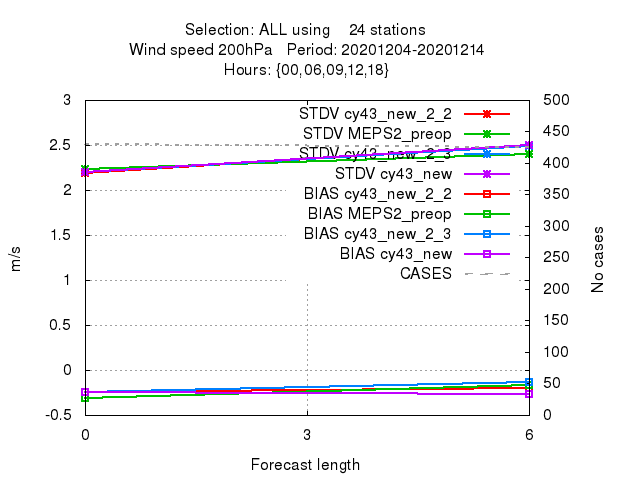 Selection: ALL using 24 stations
Wind speed 200hPa Period: 20201204-20201214
Hours: {00,06,09,12,18}
3
2.5
2
1.5
1
0.5
0
-0.5
m/s
500
450
400
350
300
250
200
150
100
50
0
No cases
STDV cy43_new_2_2
STDV MEPS2_preop
STDV cy43_new_2_3
STDV cy43_new
BIAS cy43_new_2_2
BIAS MEPS2_preop
BIAS cy43_new_2_3
BIAS cy43_new
CASES
0
3
6
Forecast length